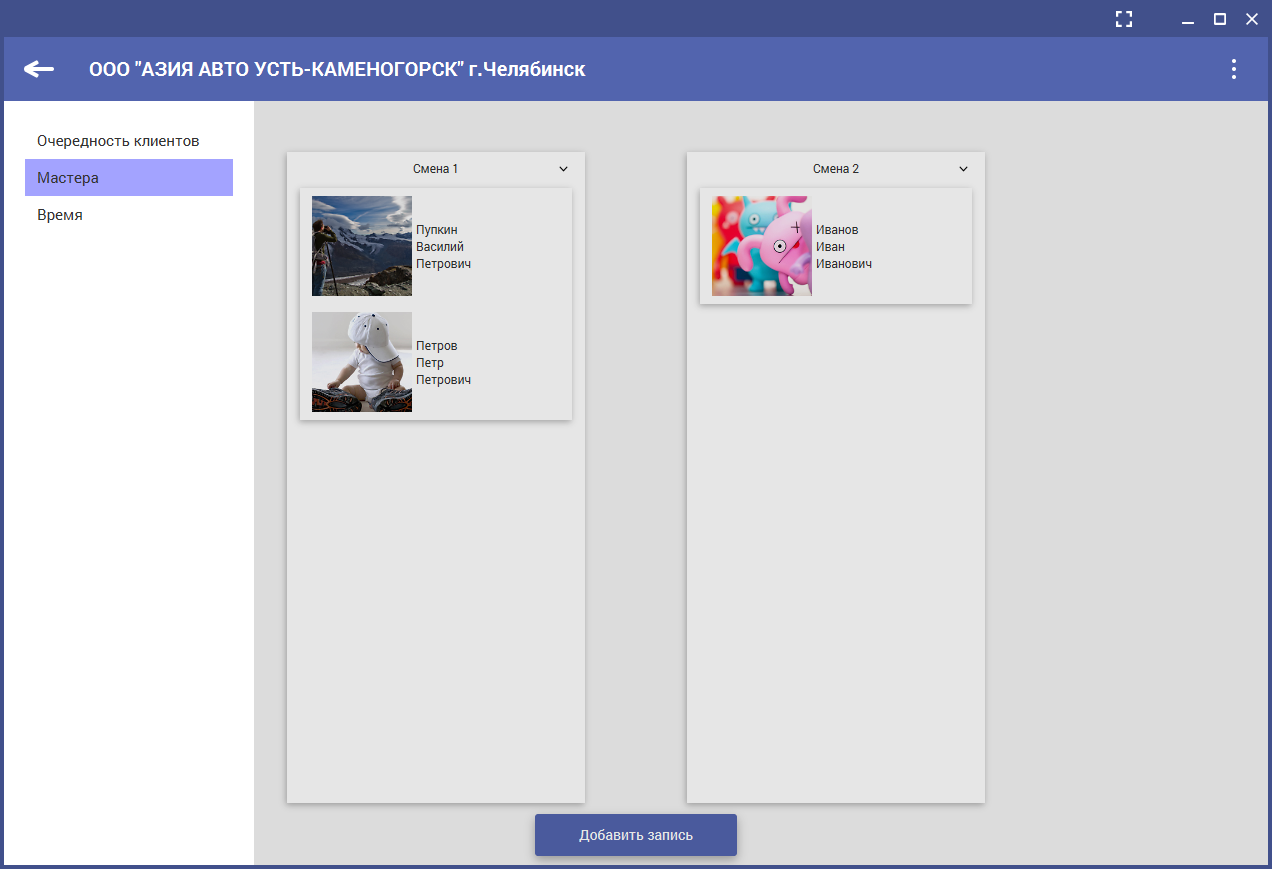 ООО "АЗИЯ АВТО УСТЬ-КАМЕНОГОРСК" г.Челябинск
Очередность клиентов
Мастера
Время
Смена 1
Пупкин
Василий
Петрович
Петров
Петр
Петрович
Смена 2
Иванов
Иван
Иванович
Добавить запись